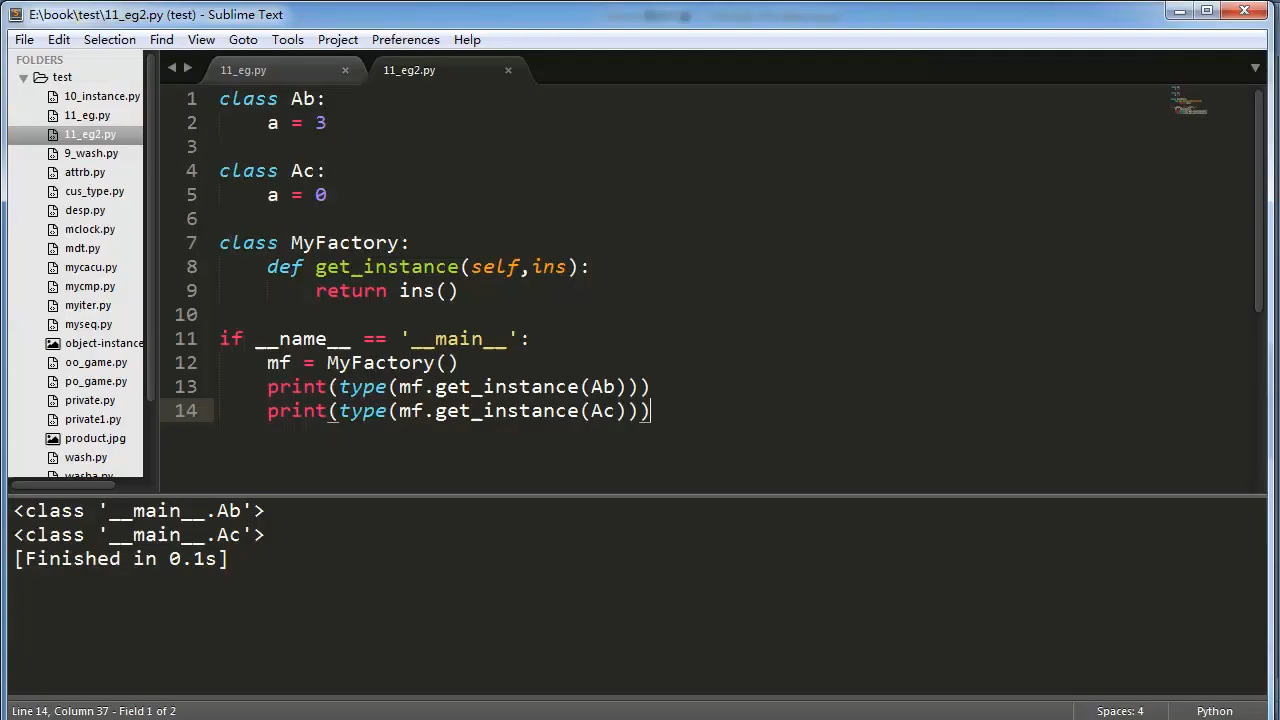 E:\book\test\11_eg2.py (test) - Sublime Text
File Edit Selection Find View Goto Tools Project Preferences Help
FOLDERS
test
10_instance.py
11_eg.py
11_eg2.py
9_wash.py
attrb.py
cus_type.py
desp.py
mclock.py
mdt.py
mycacu.py
mycmp.py
myiter.py
myseq.py
object-instance
oo_game.py
po_game.py
private.py
private1.py
product.jpg
wash.py
washa.py
11_eg.py 11_eg2.py
1 class Ab:
2     a = 3
3
4 class Ac:
5     a = 0
6
7 class MyFactory:
8     def get_instance(self,ins):
9         return ins()
10
11 if __name__ == '__main__':
12     mf = MyFactory()
13     print(type(mf.get_instance(Ab)))
14     print(type(mf.get_instance(Ac)))
<class '__main__.Ab'>
<class '__main__.Ac'>
[Finished in 0.1s]
Line 14, Column 37 - Field 1 of 2 Spaces: 4 Python